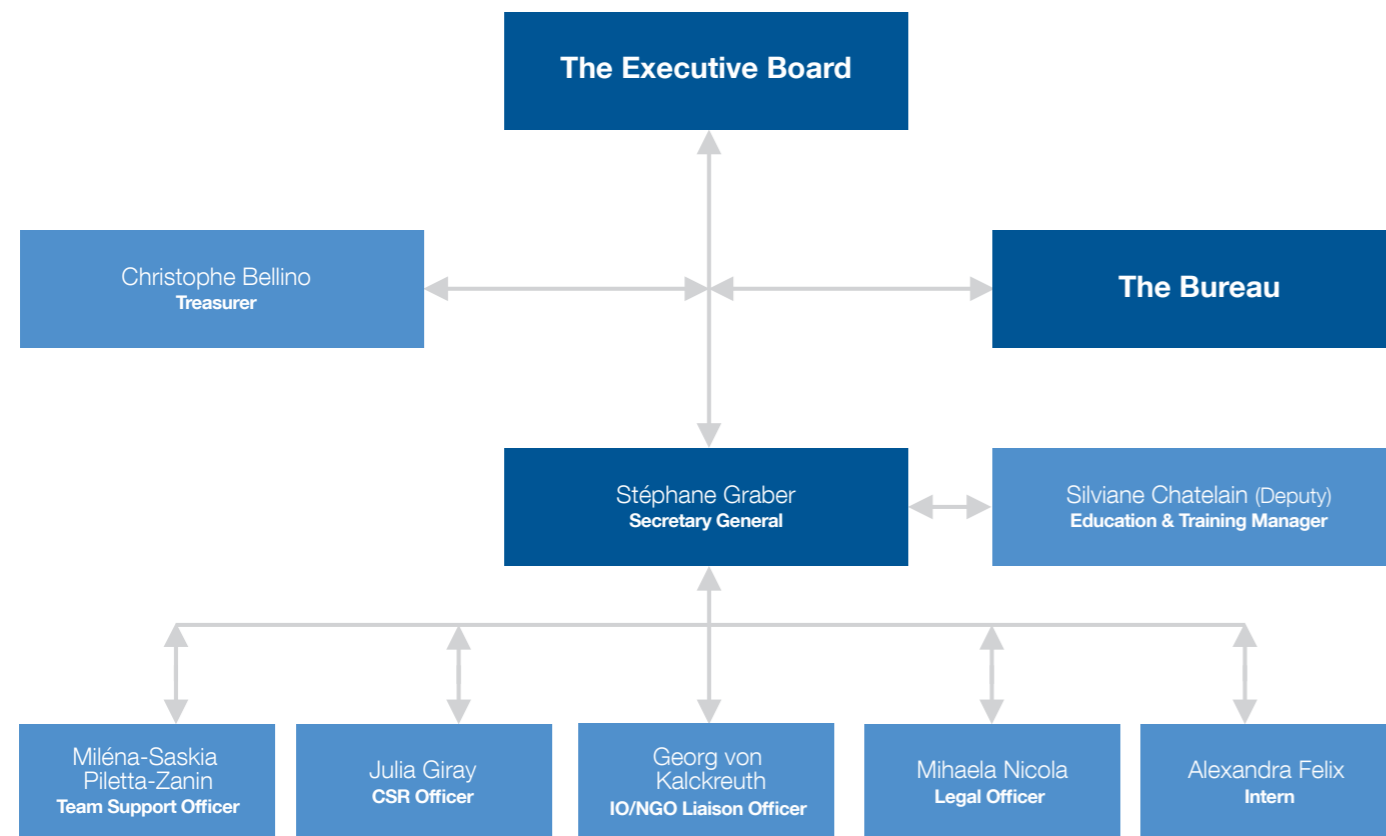 The Executive Board
Christophe Bellino
Treasurer
The Bureau
Stéphane Graber
Secretary General
Silviane Chatelain (Deputy)
Education & Training Manager
Miléna-Saskia
Piletta-Zanin
Team Support Officer
Julia Giray
CSR Officer
Georg von
Kalckreuth
IO/NGO Liaison Officer
Mihaela Nicola
Legal Officer
Alexandra Felix
Intern